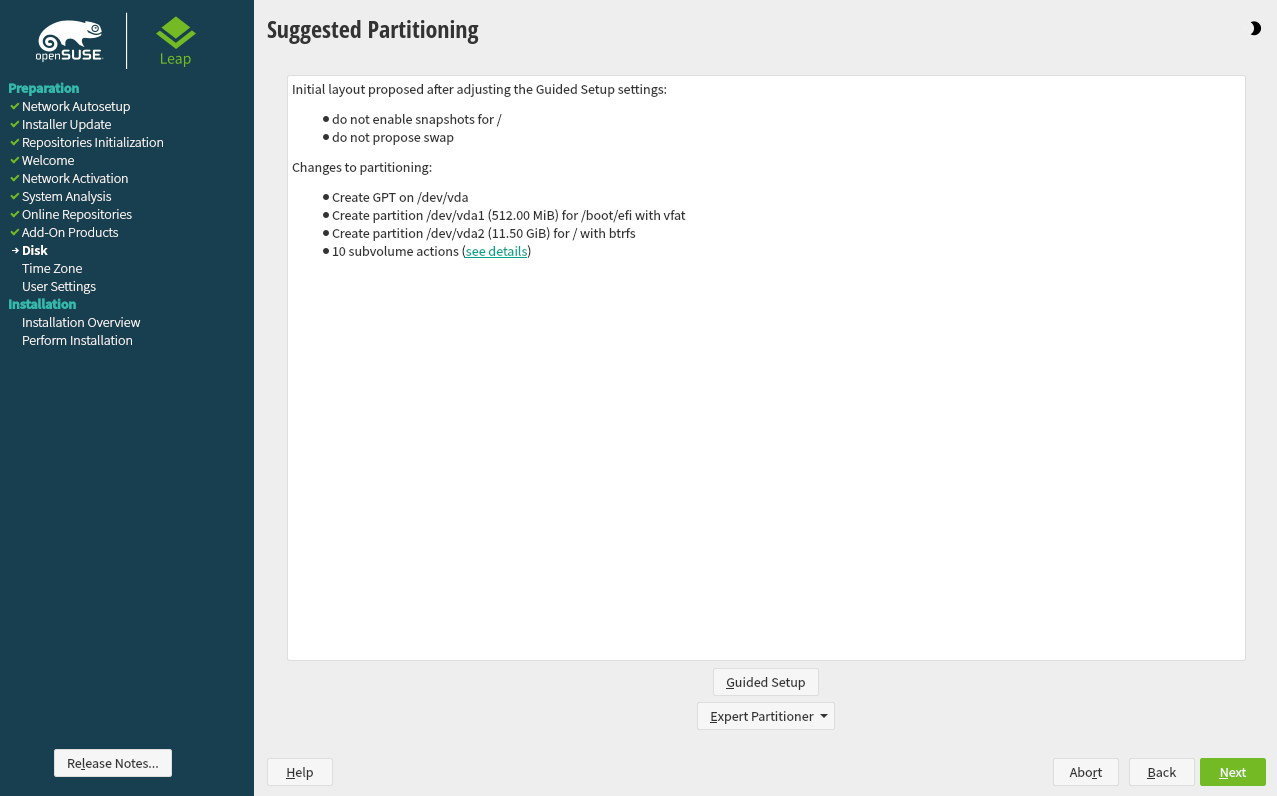 openSUSE
Leap
Preparation
Network Autosetup
Installer Update
Repositories Initialization
Welcome
Network Activation
System Analysis
Online Repositories
Add-On Products
Disk
Time Zone
User Settings
Installation
Installation Overview
Perform Installation
Release Notes...
Suggested Partitioning
Initial layout proposed after adjusting the Guided Setup settings:
do not enable snapshots for /
do not propose swap
Changes to partitioning:
Create GPT on /dev/vda
Create partition /dev/vda1 (512.00 MiB) for /boot/efi with vfat
Create partition /dev/vda2 (11.50 GiB) for / with btrfs
10 subvolume actions (see details)
Guided Setup
Expert Partitioner
Help
Abort
Back
Next